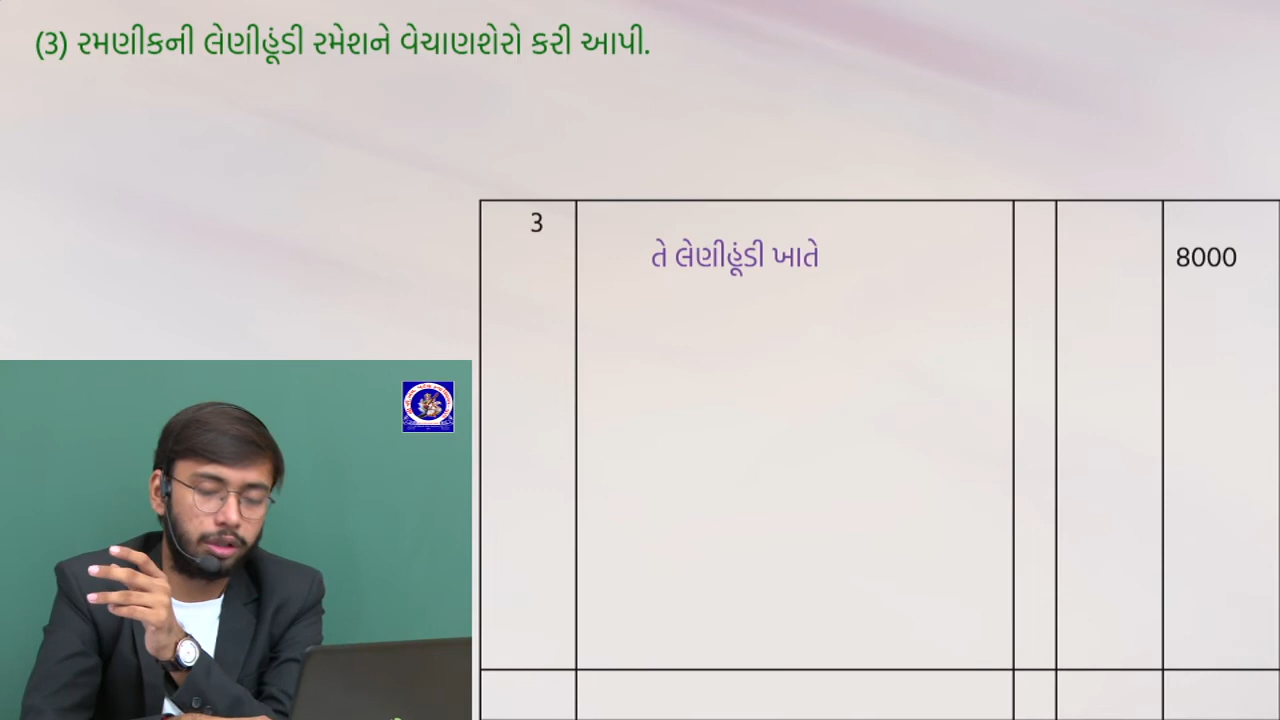 (3) રમણીકની લેણીહૂંડી રમેશને વેચાણશેરો કરી આપી.
3
તે લેણીહૂંડી ખાતે 8000